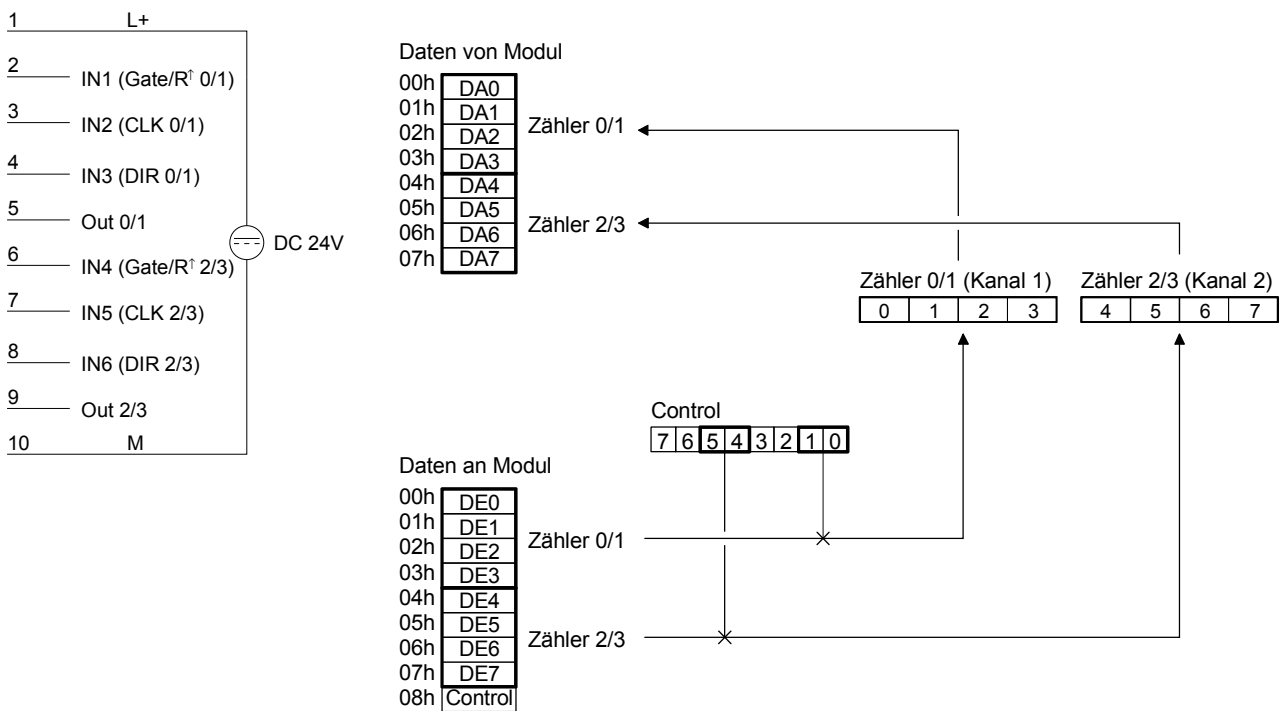 1 L+
2 IN1 (Gate/R↑ 0/1)
3 IN2 (CLK 0/1)
4 IN3 (DIR 0/1)
5 Out 0/1
6 IN4 (Gate/R↑ 2/3)
7 IN5 (CLK 2/3)
8 IN6 (DIR 2/3)
9 Out 2/3
10 M
DC 24V
Daten von Modul
00h DA0
01h DA1
02h DA2
03h DA3
Zähler 0/1
04h DA4
05h DA5
06h DA6
07h DA7
Zähler 2/3
Zähler 0/1 (Kanal 1)
0 1 2 3
Zähler 2/3 (Kanal 2)
4 5 6 7
Control
7 6 5 4 3 2 1 0
Daten an Modul
00h DE0
01h DE1
02h DE2
03h DE3
Zähler 0/1
04h DE4
05h DE5
06h DE6
07h DE7
Zähler 2/3
08h Control